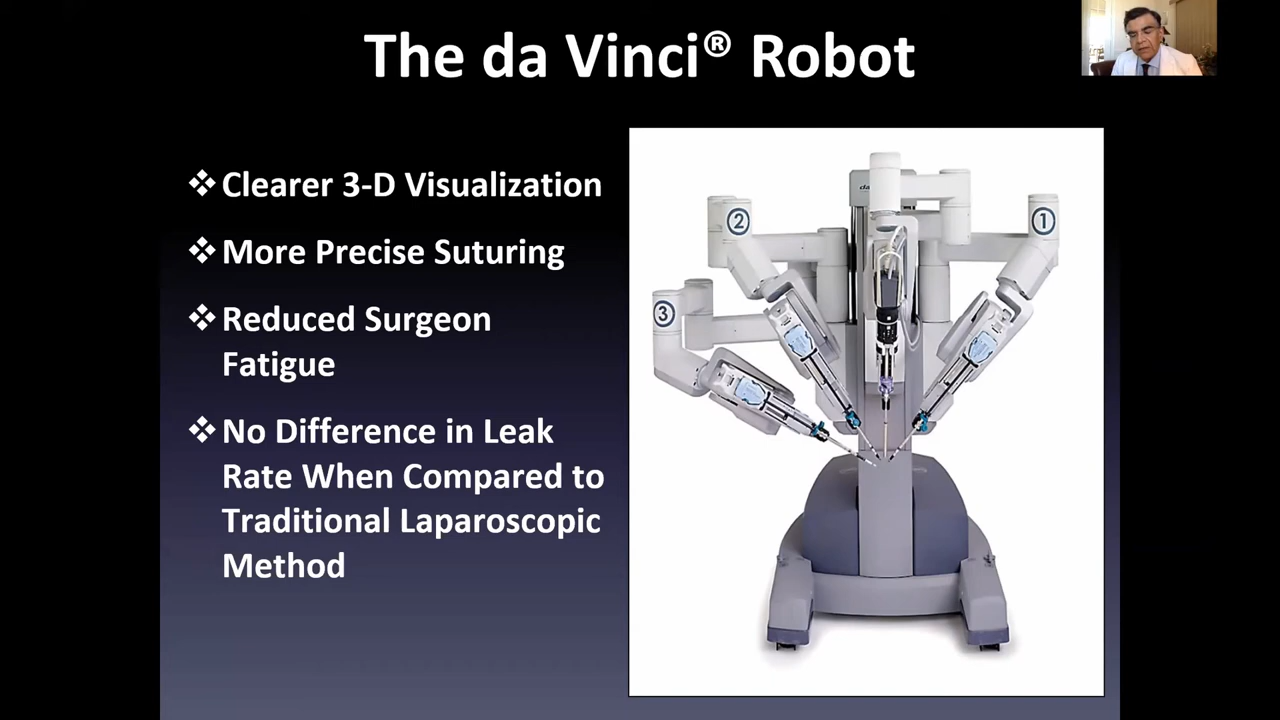 The da Vinci® Robot
❖ Clearer 3-D Visualization
❖ More Precise Suturing
❖ Reduced Surgeon
Fatigue
❖ No Difference in Leak
Rate When Compared to
Traditional Laparoscopic
Method
2
1
3